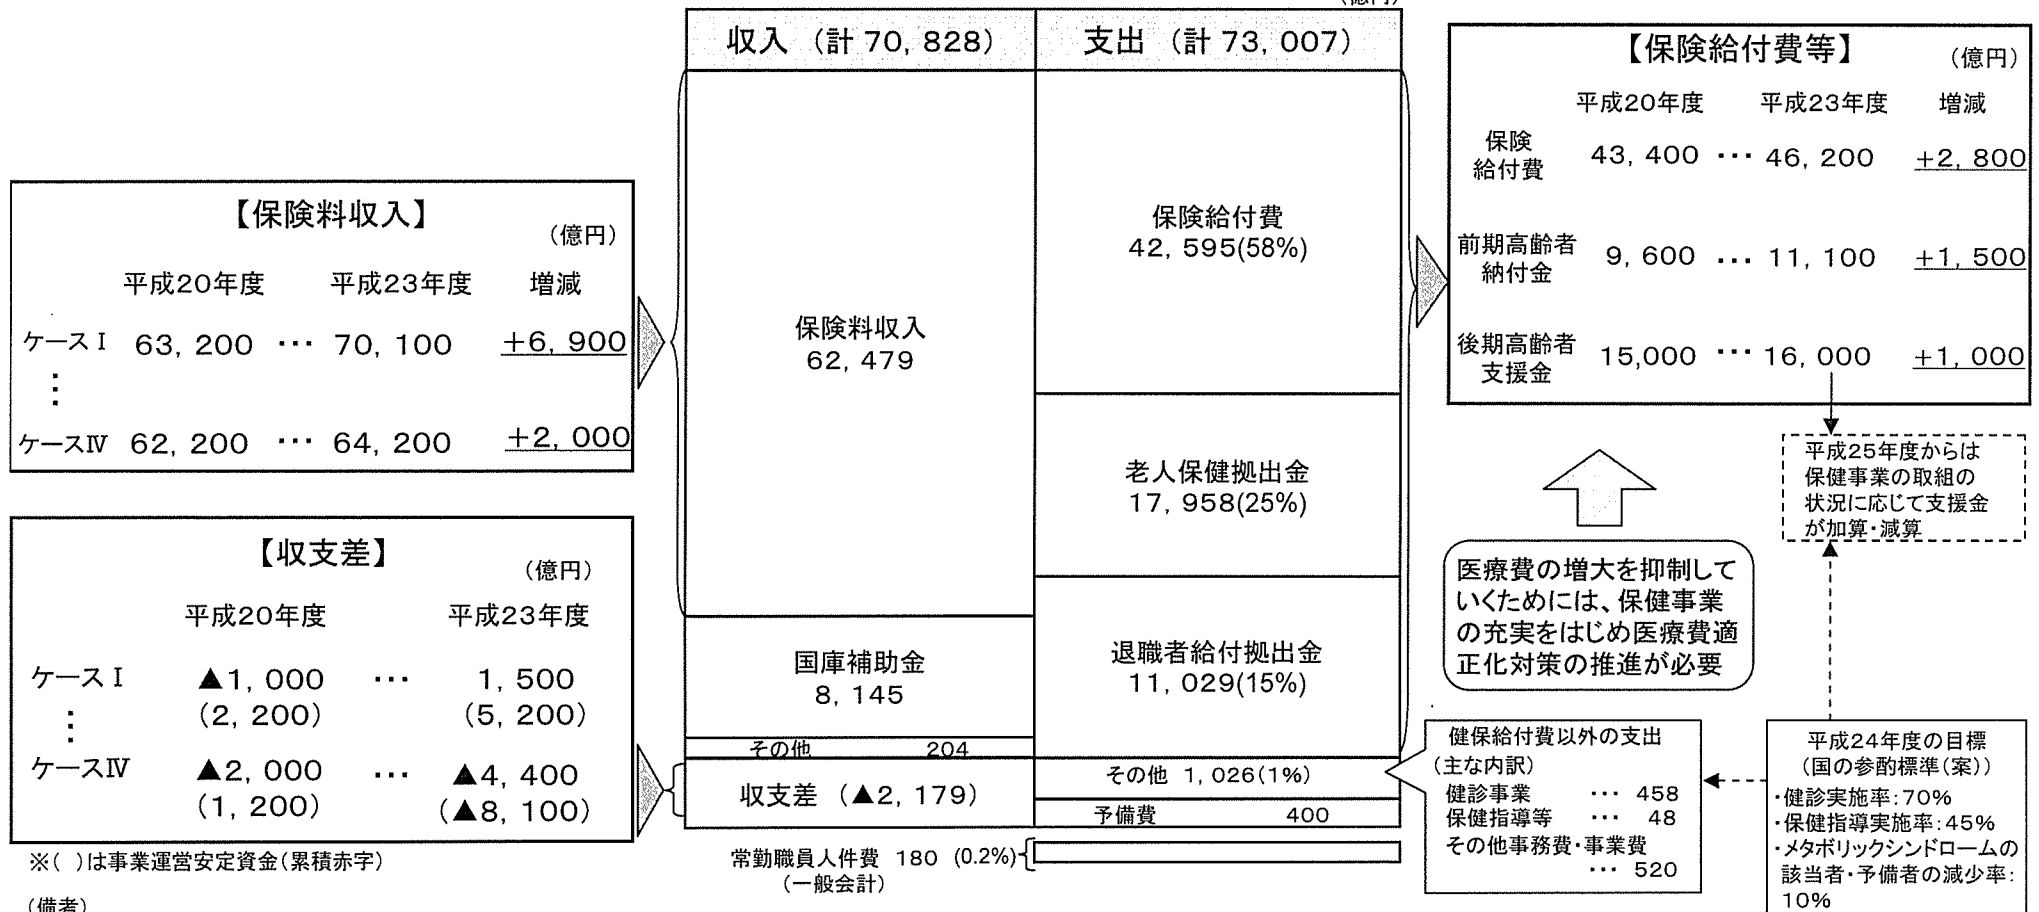 (億円)
収入 (計 70, 828)
支出 (計 73, 007)
保険料収入
62, 479
国庫補助金
8, 145
その他 204
収支差 (▲2, 179)
保険給付費
42, 595(58%)
老人保健拠出金
17, 958(25%)
退職者給付拠出金
11, 029(15%)
その他 1, 026(1%)
予備費 400
常勤職員人件費 180 (0.2%)
(一般会計)
【保険料収入】
(億円)
平成20年度 平成23年度 増減
ケースⅠ 63, 200 … 70, 100 +6, 900
⋮
ケースⅣ 62, 200 … 64, 200 +2, 000
【収支差】
(億円)
平成20年度 平成23年度
ケースⅠ ▲1, 000 … 1, 500
(2, 200) (5, 200)
⋮
ケースⅣ ▲2, 000 … ▲4, 400
(1, 200) (▲8, 100)
※( )は事業運営安定資金(累積赤字)
(備考)
【保険給付費等】
(億円)
平成20年度 平成23年度 増減
保険
給付費 43, 400 … 46, 200 +2, 800
前期高齢者
納付金 9, 600 … 11, 100 +1, 500
後期高齢者
支援金 15,000 … 16, 000 +1, 000
平成25年度からは
保健事業の取組の
状況に応じて支援金
が加算・減算
医療費の増大を抑制して
いくためには、保健事業
の充実をはじめ医療費適
正化対策の推進が必要
健保給付費以外の支出
(主な内訳)
健診事業 … 458
保健指導等 … 48
その他事務費・事業費
… 520
平成24年度の目標
(国の参酌標準(案))
・健診実施率:70%
・保健指導実施率:45%
・メタボリックシンドロームの
該当者・予備者の減少率:
10%